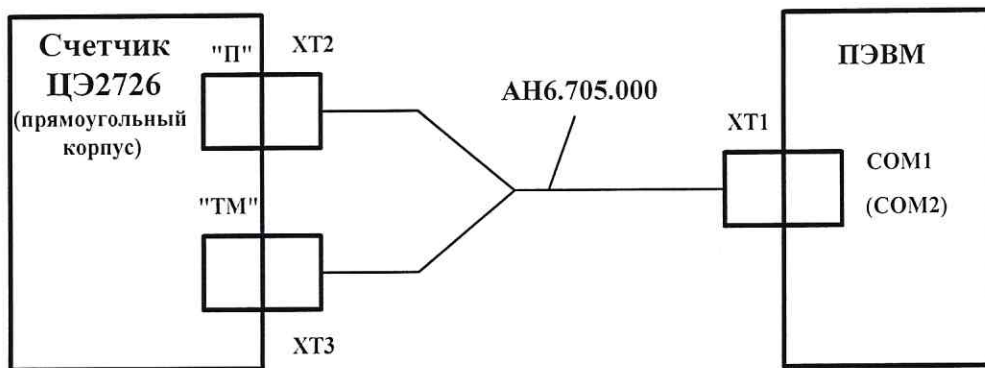 Счетчик
ЦЭ2726
(прямоугольный
корпус)
"П"
XT2
"ТМ"
XT3
АН6.705.000
XT1
ПЭВМ
COM1
(COM2)